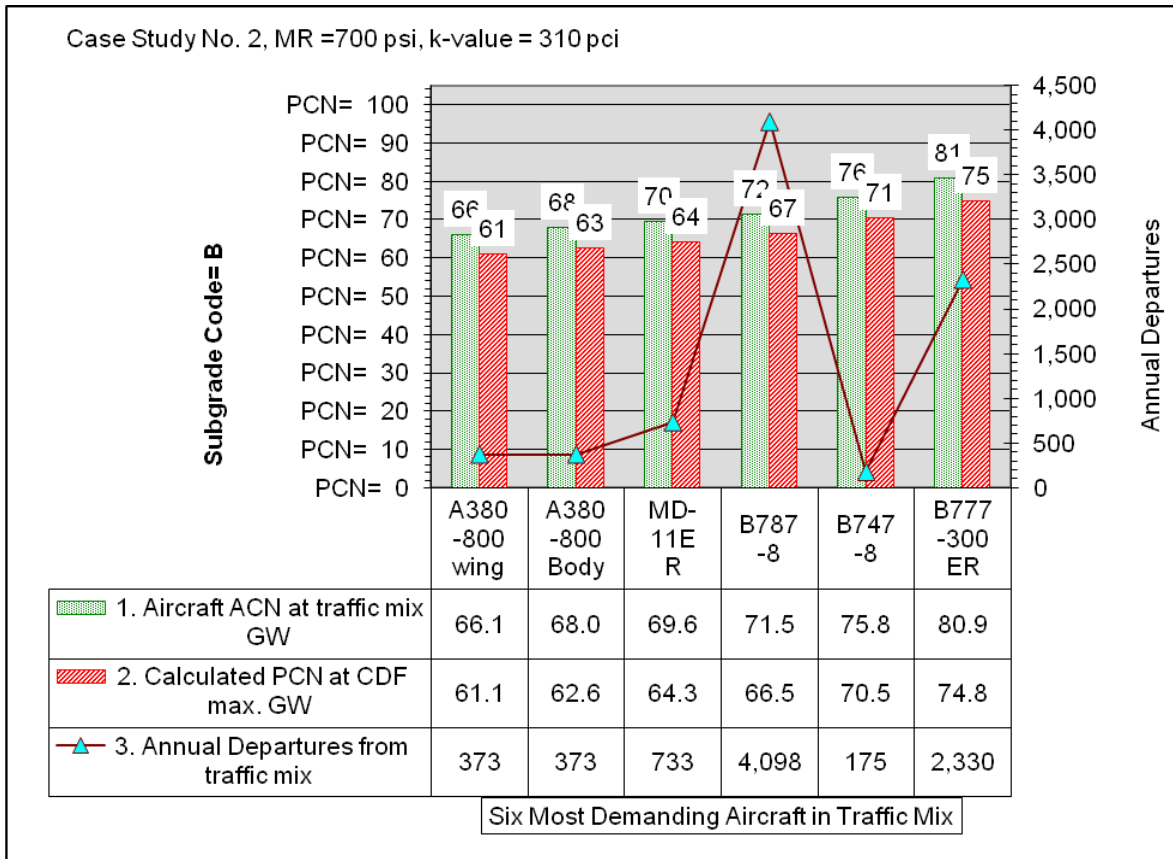 Case Study No. 2, MR =700 psi, k-value = 310 pci
PCN= 100
PCN= 90
PCN= 80
PCN= 70
PCN= 60
PCN= 50
PCN= 40
PCN= 30
PCN= 20
PCN= 10
PCN= 0
Subgrade Code= B
66 61 68 63 70 64 72 67 76 71 81 75
4,500
4,000
3,500
3,000
2,500
2,000
1,500
1,000
500
0
Annual Departures
A380
-800
wing
A380
-800
Body
MD-
11E
R
B787
-8
B747
-8
B777
-300
ER
1. Aircraft ACN at traffic mix
GW
66.1 68.0 69.6 71.5 75.8 80.9
2. Calculated PCN at CDF
max. GW
61.1 62.6 64.3 66.5 70.5 74.8
3. Annual Departures from
traffic mix
373 373 733 4,098 175 2,330
Six Most Demanding Aircraft in Traffic Mix